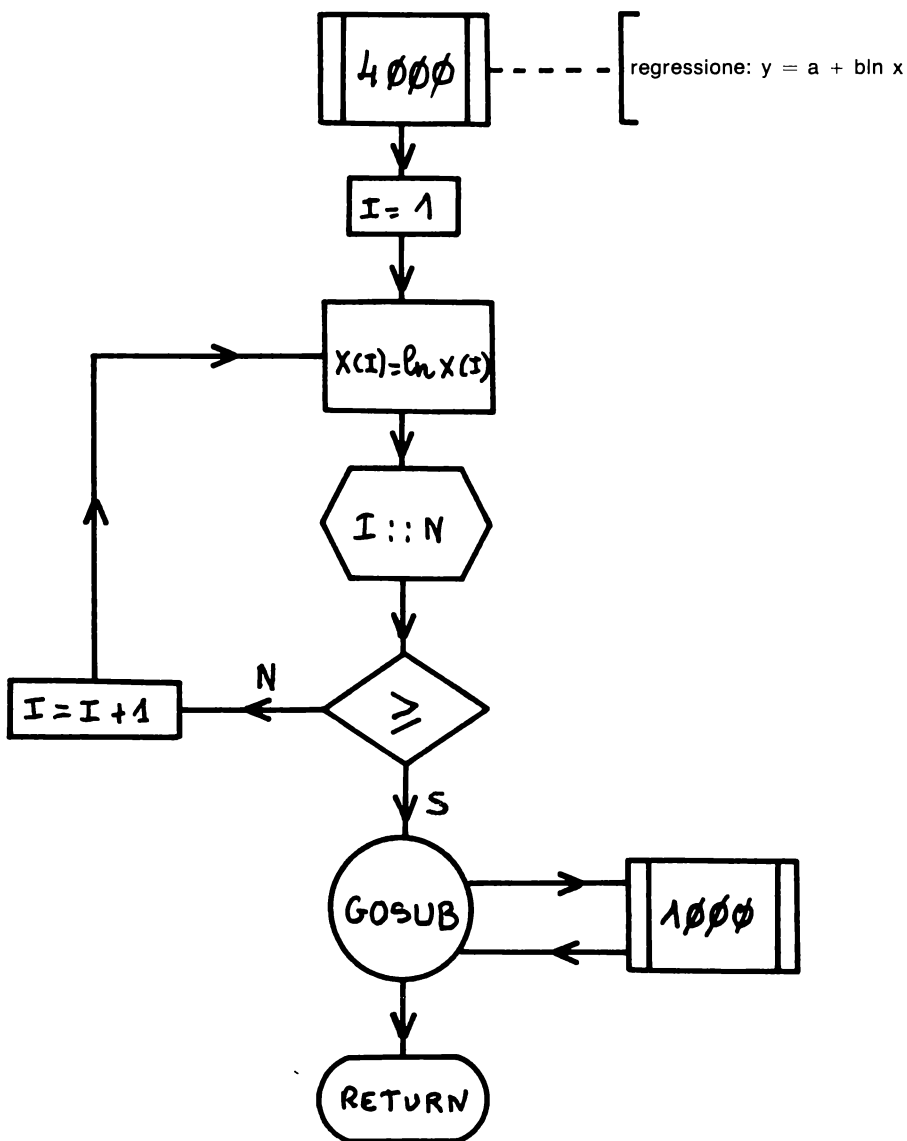 4ØØØ
regressione: y = a + bln x
I = 1
X(I)=ln X(I)
I :: N
N
I = I + 1
≥
S
GOSUB
1ØØØ
RETURN